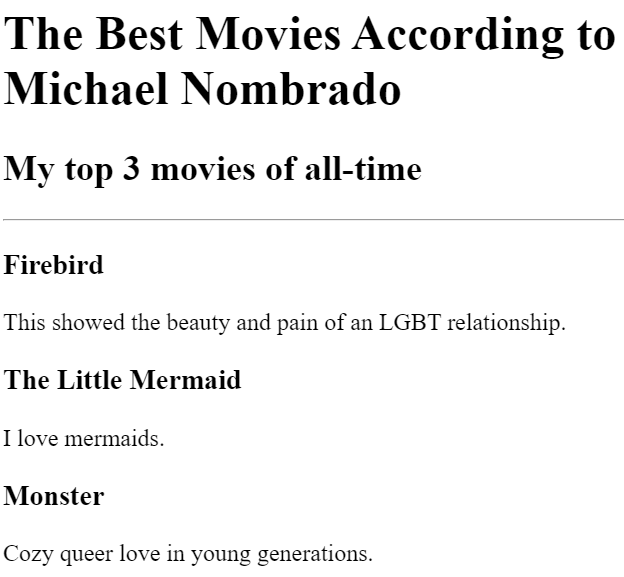 The Best Movies According to
Michael Nombrado
My top 3 movies of all-time
Firebird
This showed the beauty and pain of an LGBT relationship.
The Little Mermaid
I love mermaids.
Monster
Cozy queer love in young generations.